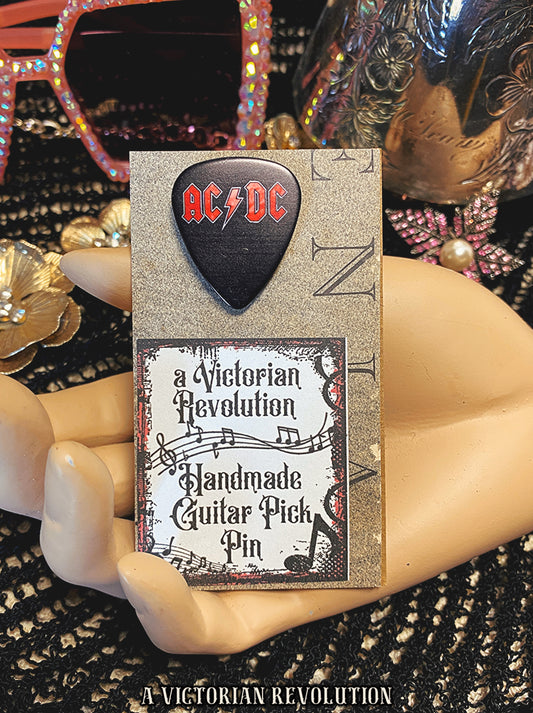 AC/DC
a Victorian
Revolution
Handmade
Guitar Pick
Pin
A VICTORIAN REVOLUTION